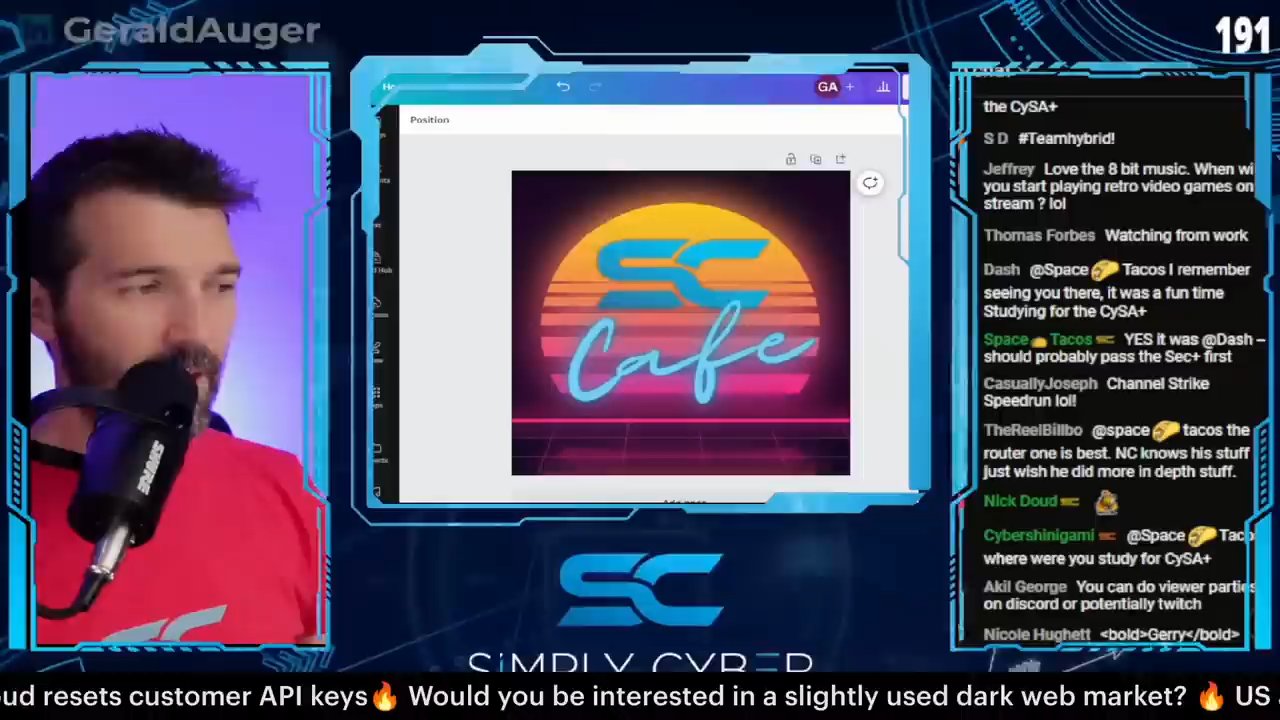 GeraldAuger
191
GA +
Position
SC
Cafe
SHURE
the CySA+
S D #Teamhybrid!
Jeffrey Love the 8 bit music. When wi
you start playing retro video games on
stream ? lol
Thomas Forbes Watching from work
Dash @Space Tacos I remember
seeing you there, it was a fun time
Studying for the CySA+
Space Tacos YES it was @Dash –
should probably pass the Sec+ first
CasuallyJoseph Channel Strike
Speedrun lol!
TheReelBillbo @space tacos the
router one is best. NC knows his stuff
just wish he did more in depth stuff.
Nick Doud
Cybershinigami @Space Taco
where were you study for CySA+
Akil George You can do viewer partie
on discord or potentially twitch
Nicole Hughett <bold>Gerry</bold>
SC
SiMPLY CYBER
oud resets customer API keys🔥 Would you be interested in a slightly used dark web market? 🔥 US